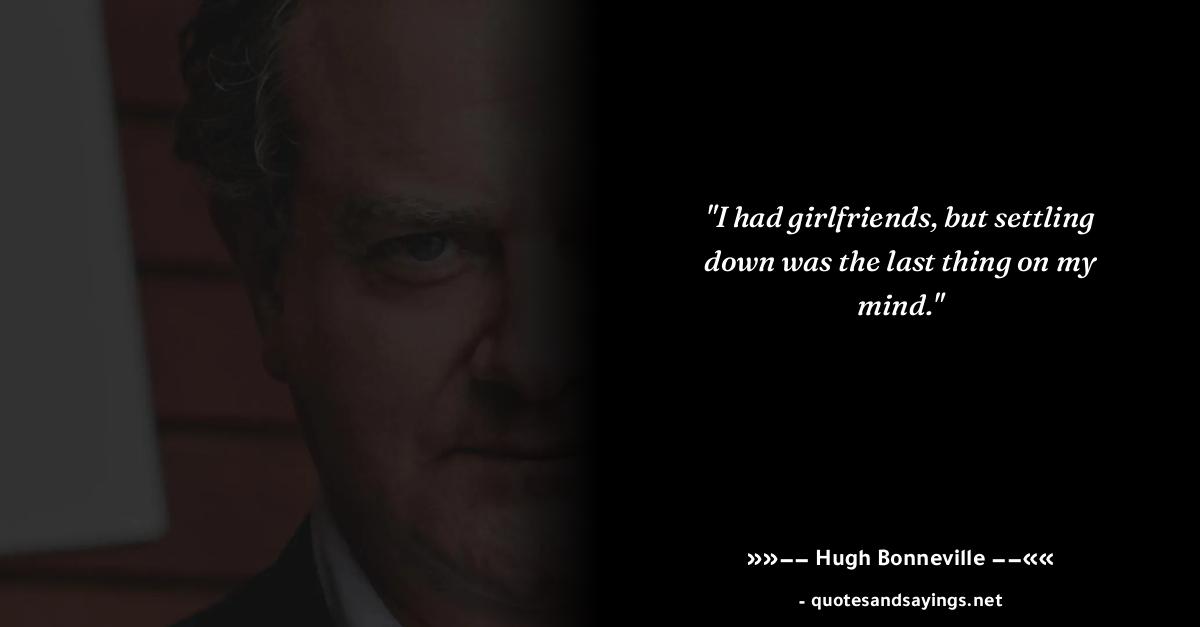 "I had girlfriends, but settling
down was the last thing on my
mind."
»»−− Hugh Bonneville −−««
- quotesandsayings.net